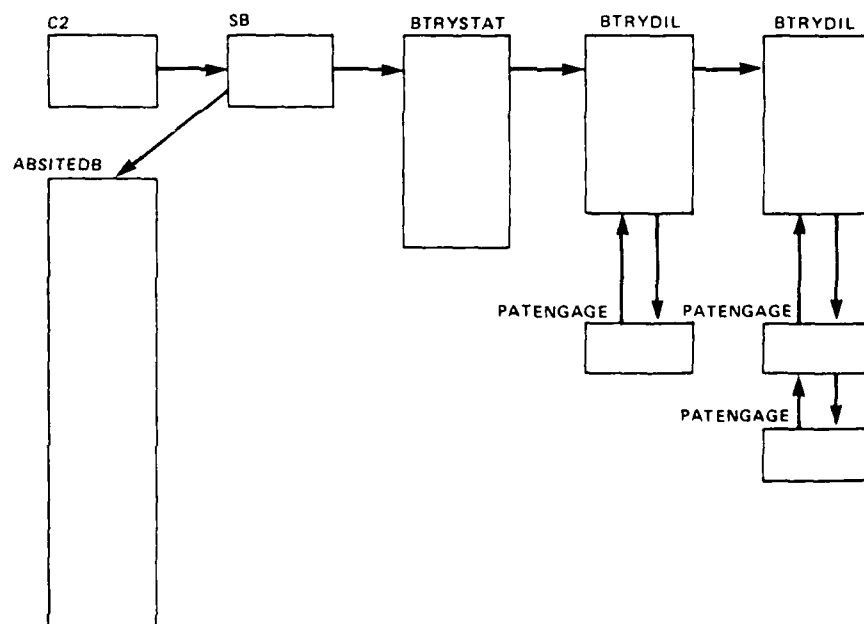 C2
SB
BTRYSTAT
BTRYDIL
BTRYDIL
ABSITEDB
PATENGAGE
PATENGAGE
PATENGAGE